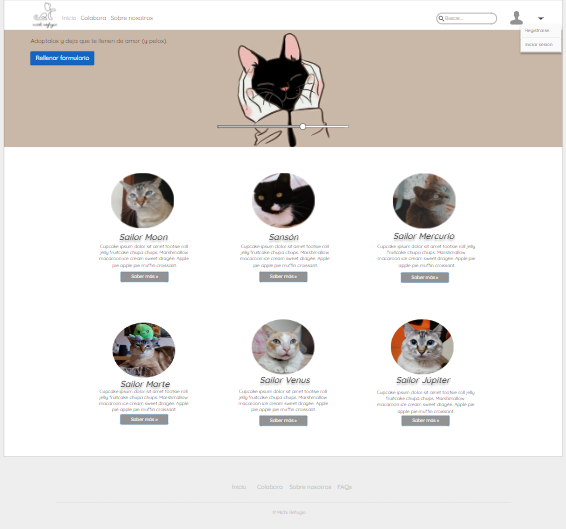 michi refugio
Inicio Colabora Sobre nosotros
Buscar...
Registrarse
Iniciar sesión
Adoptalos y deja que te llenen de amor (y pelos).
Rellenar formulario
Sailor Moon
Cupcake ipsum dolor sit amet tootsie roll
jelly fruitcake chupa chups. Marshmallow
macaroon ice cream sweet dragée. Apple
pie apple pie muffin croissant.
Saber más »
Sansón
Cupcake ipsum dolor sit amet tootsie roll
jelly fruitcake chupa chups. Marshmallow
macaroon ice cream sweet dragée. Apple
pie apple pie muffin croissant.
Saber más »
Sailor Mercurio
Cupcake ipsum dolor sit amet tootsie roll jelly
fruitcake chupa chups. Marshmallow
macaroon ice cream sweet dragée. Apple pie
apple pie muffin croissant.
Saber más »
Sailor Marte
Cupcake ipsum dolor sit amet tootsie roll
jelly fruitcake chupa chups. Marshmallow
macaroon ice cream sweet dragée. Apple
pie apple pie muffin croissant.
Saber más »
Sailor Venus
Cupcake ipsum dolor sit amet tootsie roll
jelly fruitcake chupa chups. Marshmallow
macaroon ice cream sweet dragée. Apple
pie apple pie muffin croissant.
Saber más »
Sailor Júpiter
Cupcake ipsum dolor sit amet tootsie roll jelly
fruitcake chupa chups. Marshmallow
macaroon ice cream sweet dragée. Apple pie
apple pie muffin croissant.
Saber más »
Inicio Colabora Sobre nosotros FAQs
© Michi Refugio